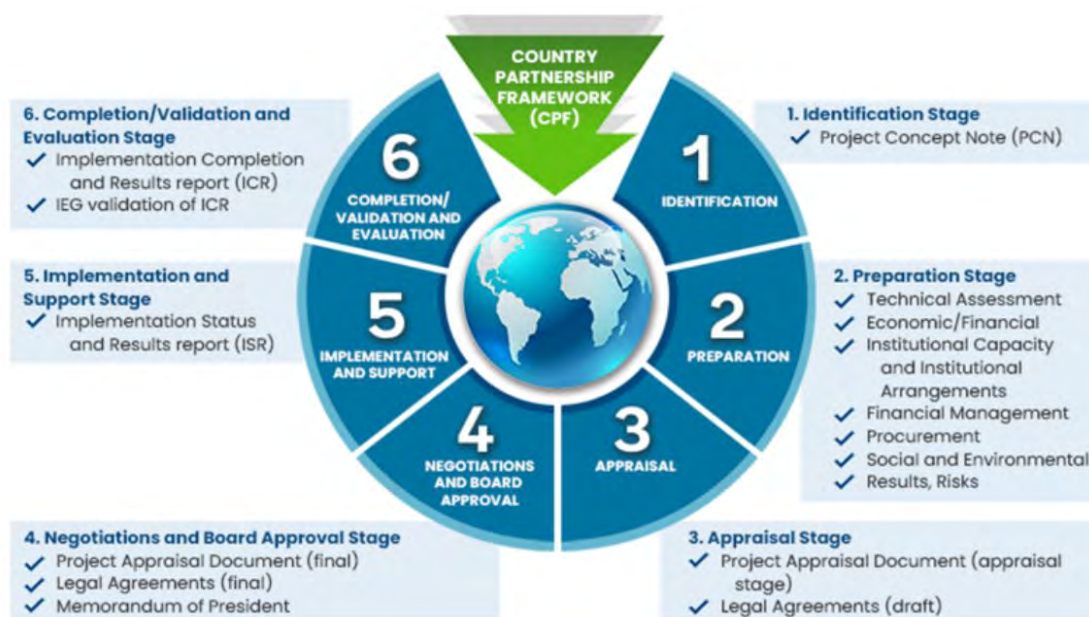 COUNTRY
PARTNERSHIP
FRAMEWORK
(CPF)
1
IDENTIFICATION
2
PREPARATION
3
APPRAISAL
4
NEGOTIATIONS
AND BOARD
APPROVAL
5
IMPLEMENTATION
AND SUPPORT
6
COMPLETION/
VALIDATION AND
EVALUATION
1. Identification Stage
✓ Project Concept Note (PCN)
2. Preparation Stage
✓ Technical Assessment
✓ Economic/Financial
✓ Institutional Capacity
and Institutional
Arrangements
✓ Financial Management
✓ Procurement
✓ Social and Environmental
✓ Results, Risks
3. Appraisal Stage
✓ Project Appraisal Document (appraisal
stage)
✓ Legal Agreements (draft)
4. Negotiations and Board Approval Stage
✓ Project Appraisal Document (final)
✓ Legal Agreements (final)
✓ Memorandum of President
5. Implementation and
Support Stage
✓ Implementation Status
and Results report (ISR)
6. Completion/Validation and
Evaluation Stage
✓ Implementation Completion
and Results report (ICR)
✓ IEG validation of ICR